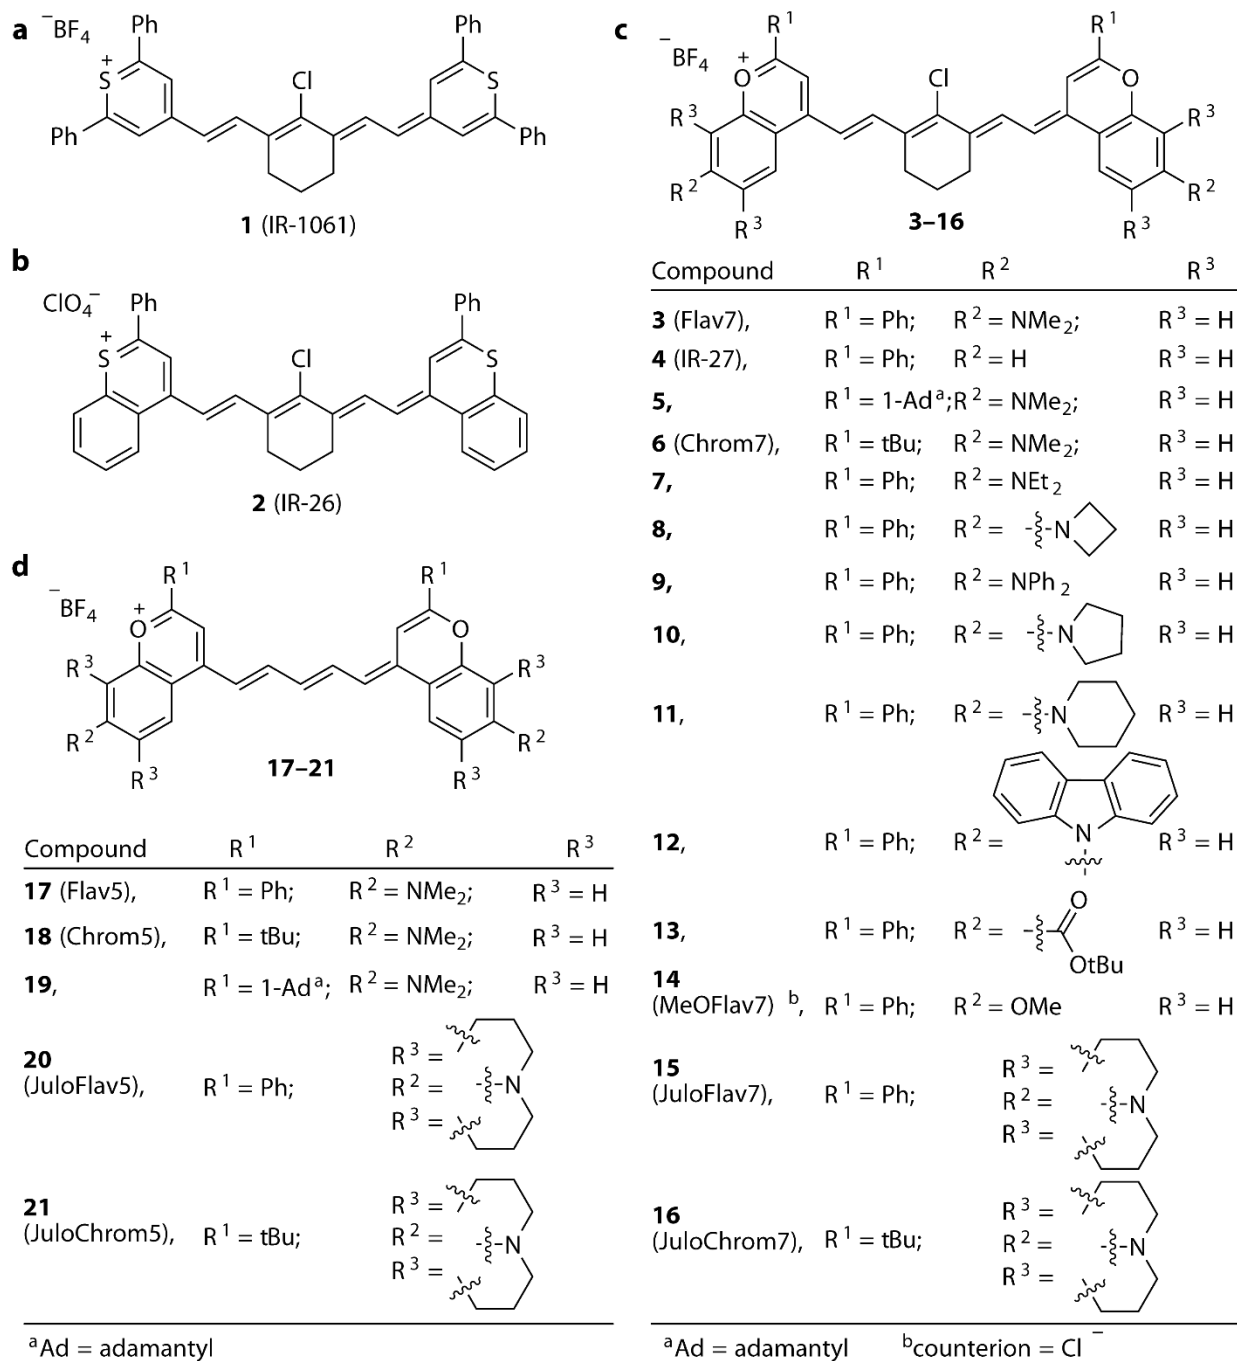 a
⁻BF₄
Ph
Ph
S⁺
Cl
S
Ph
Ph
1 (IR-1061)
b
ClO₄⁻
Ph
Ph
S⁺
Cl
S
2 (IR-26)
c
⁻BF₄
R¹
R¹
O⁺
Cl
O
R³
R³
R²
R²
R³
R³
3–16
Compound R¹ R² R³
3 (Flav7), R¹ = Ph; R² = NMe₂; R³ = H
4 (IR-27), R¹ = Ph; R² = H R³ = H
5, R¹ = 1-Adᵃ; R² = NMe₂; R³ = H
6 (Chrom7), R¹ = tBu; R² = NMe₂; R³ = H
7, R¹ = Ph; R² = NEt₂ R³ = H
8, R¹ = Ph; R² = N R³ = H
9, R¹ = Ph; R² = NPh₂ R³ = H
10, R¹ = Ph; R² = N R³ = H
11, R¹ = Ph; R² = N R³ = H
12, R¹ = Ph; R² = N R³ = H
13, R¹ = Ph; R² = O OtBu R³ = H
14
(MeOFlav7) ᵇ, R¹ = Ph; R² = OMe R³ = H
15
(JuloFlav7), R¹ = Ph;
R³ =
R² = N
R³ =
16
(JuloChrom7), R¹ = tBu;
R³ =
R² = N
R³ =
ᵃAd = adamantyl ᵇcounterion = Cl⁻
d
⁻BF₄
R¹
R¹
O⁺
O
R³
R³
R²
R²
R³
R³
17–21
Compound R¹ R² R³
17 (Flav5), R¹ = Ph; R² = NMe₂; R³ = H
18 (Chrom5), R¹ = tBu; R² = NMe₂; R³ = H
19, R¹ = 1-Adᵃ; R² = NMe₂; R³ = H
20
(JuloFlav5), R¹ = Ph;
R³ =
R² = N
R³ =
21
(JuloChrom5), R¹ = tBu;
R³ =
R² = N
R³ =
ᵃAd = adamantyl